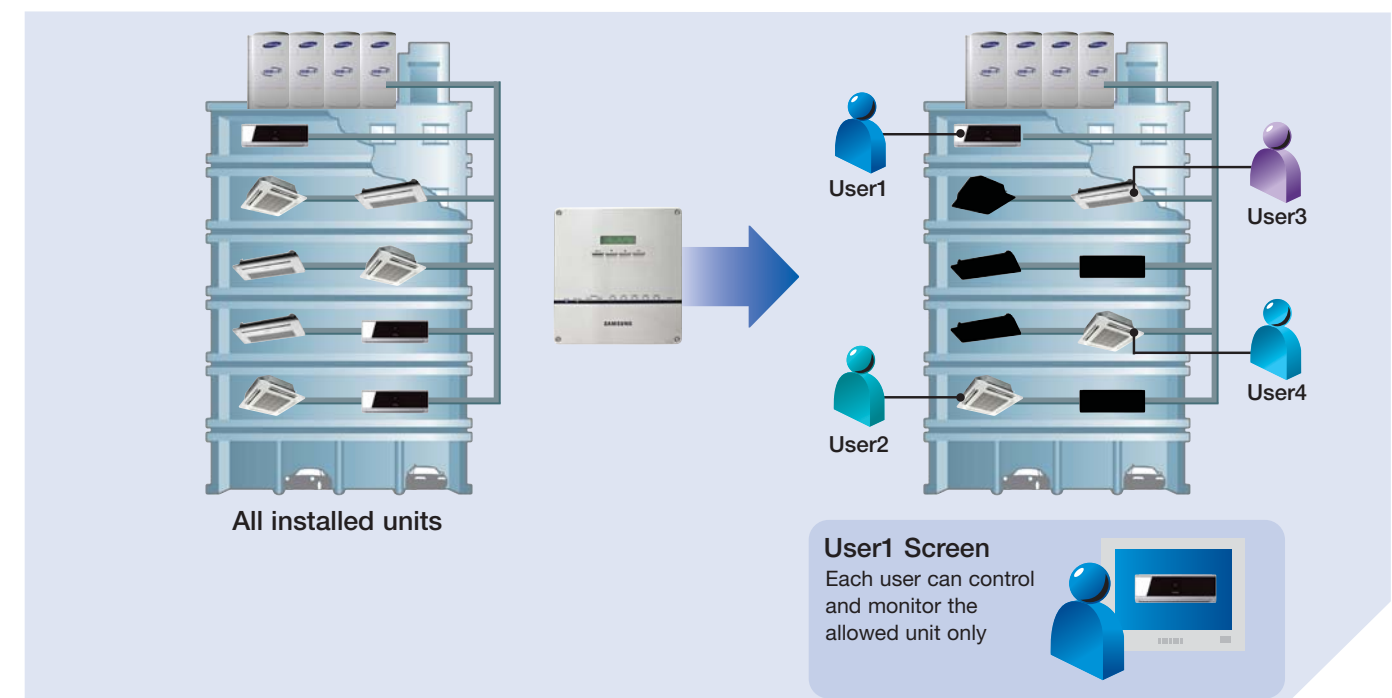 SAMSUNG
User1
User3
User2
User4
All installed units
User1 Screen
Each user can control
and monitor the
allowed unit only